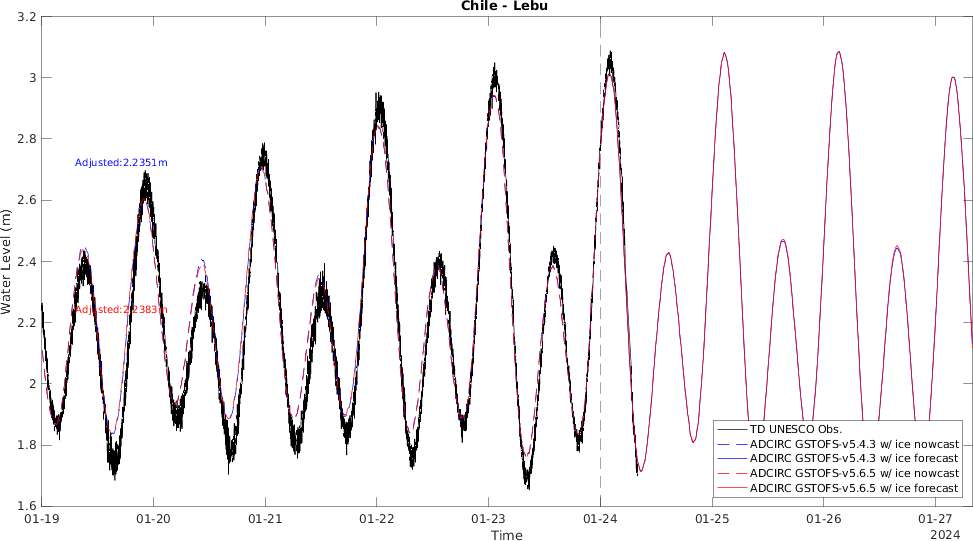 Chile - Lebu
3.2
3
2.8
2.6
2.4
2.2
2
1.8
1.6
Water Level (m)
Adjusted:2.2351m
Adjusted:2.2383m
TD UNESCO Obs.
ADCIRC GSTOFS-v5.4.3 w/ ice nowcast
ADCIRC GSTOFS-v5.4.3 w/ ice forecast
ADCIRC GSTOFS-v5.6.5 w/ ice nowcast
ADCIRC GSTOFS-v5.6.5 w/ ice forecast
01-19 01-20 01-21 01-22 01-23 01-24 01-25 01-26 01-27
Time
2024